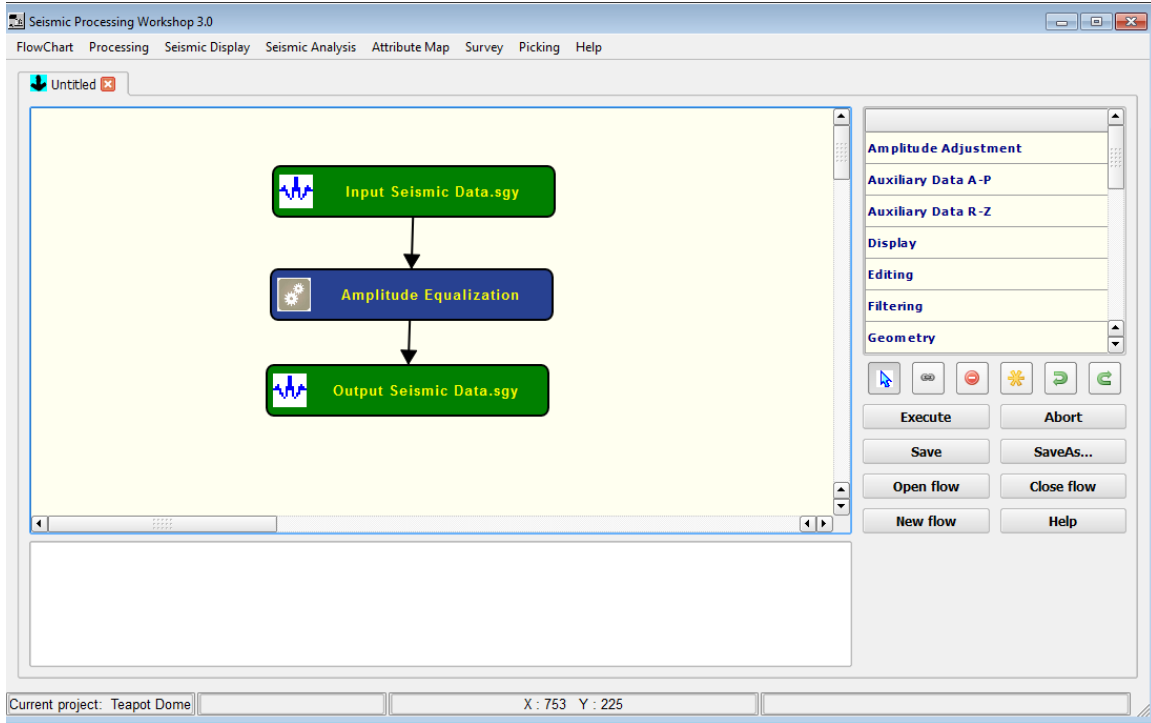 Seismic Processing Workshop 3.0
FlowChart Processing Seismic Display Seismic Analysis Attribute Map Survey Picking Help
Untitled
Input Seismic Data.sgy
Amplitude Equalization
Output Seismic Data.sgy
Amplitude Adjustment
Auxiliary Data A-P
Auxiliary Data R-Z
Display
Editing
Filtering
Geometry
Execute Abort
Save SaveAs...
Open flow Close flow
New flow Help
Current project: Teapot Dome X : 753 Y : 225